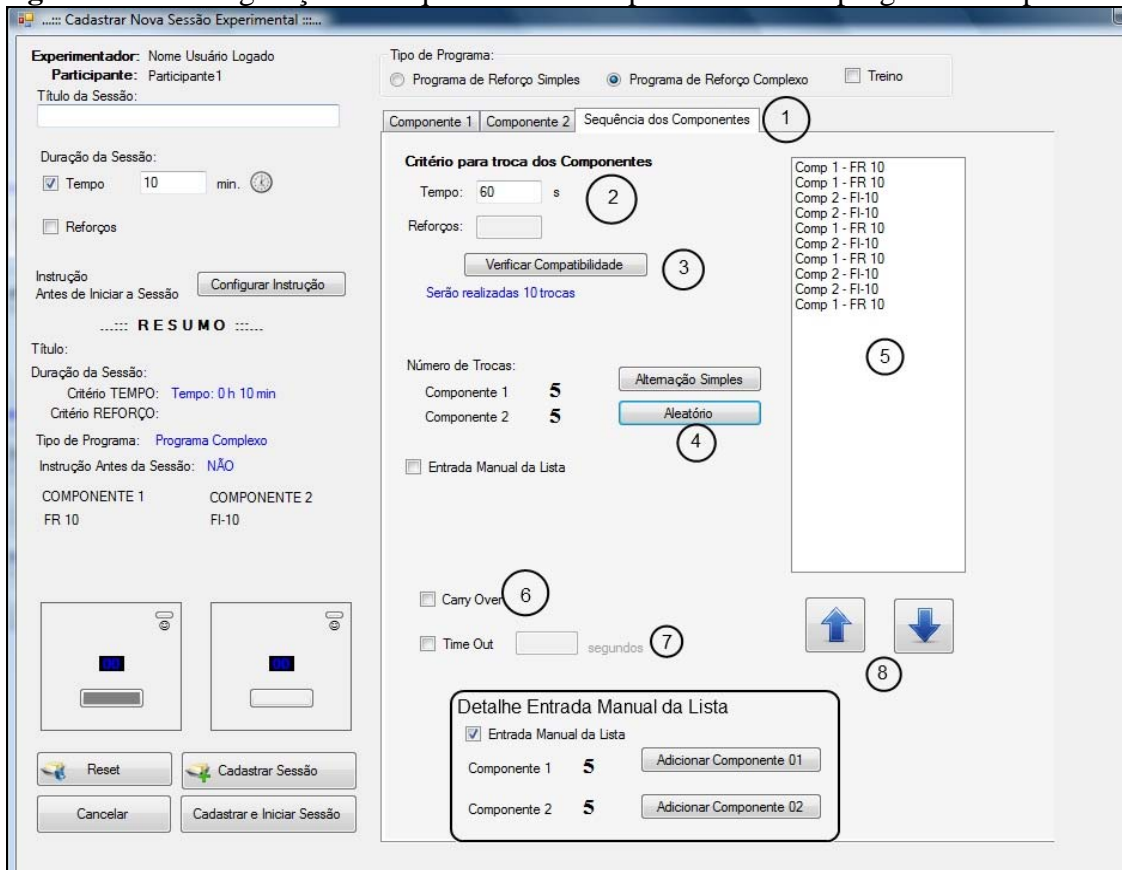 ...::: Cadastrar Nova Sessão Experimental :::...
Experimentador: Nome Usuário Logado
Participante: Participante1
Título da Sessão:
Duração da Sessão:
Tempo 10 min.
Reforços
Instrução
Antes de Iniciar a Sessão Configurar Instrução
...::: R E S U M O :::...
Título:
Duração da Sessão:
Critério TEMPO: Tempo: 0 h 10 min
Critério REFORÇO:
Tipo de Programa: Programa Complexo
Instrução Antes da Sessão: NÃO
COMPONENTE 1 COMPONENTE 2
FR 10 FI-10
00 00
Reset Cadastrar Sessão
Cancelar Cadastrar e Iniciar Sessão
Tipo de Programa:
Programa de Reforço Simples Programa de Reforço Complexo Treino
Componente 1 Componente 2 Sequência dos Componentes 1
Critério para troca dos Componentes
Tempo: 60 s 2
Reforços:
Verificar Compatibilidade 3
Serão realizadas 10 trocas
Número de Trocas:
Componente 1 5 Alternação Simples
Componente 2 5 Aleatório
4
Entrada Manual da Lista
Comp 1 - FR 10
Comp 1 - FR 10
Comp 2 - FI-10
Comp 2 - FI-10
Comp 1 - FR 10
Comp 2 - FI-10
Comp 1 - FR 10
Comp 2 - FI-10
Comp 2 - FI-10
Comp 1 - FR 10
5
Carry Over 6
Time Out segundos 7
8
Detalhe Entrada Manual da Lista
Entrada Manual da Lista
Componente 1 5 Adicionar Componente 01
Componente 2 5 Adicionar Componente 02